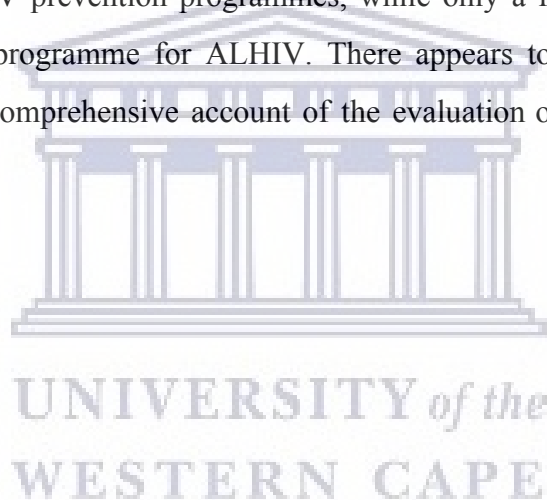 prevention programmes, while only a
programme for ALHIV. There appears to
comprehensive account of the evaluation
UNIVERSITY of the
WESTERN CAPE